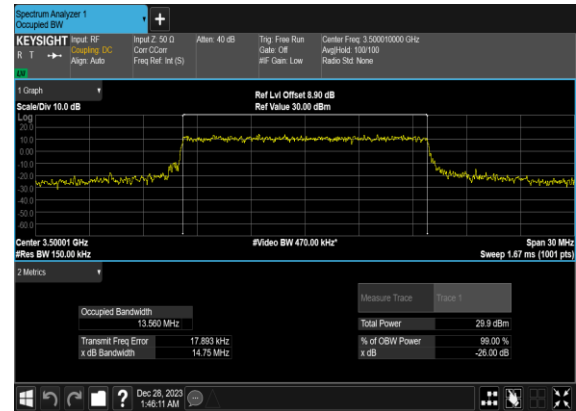 Spectrum Analyzer 1
Occupied BW
+
KEYSIGHT
R T
LXI
Input: RF
Coupling: DC
Align: Auto
Input Z: 50 Ω
Corr CCorr
Freq Ref: Int (S)
Atten: 40 dB
Trig: Free Run
Gate: Off
#IF Gain: Low
Center Freq: 3.500010000 GHz
Avg|Hold: 100/100
Radio Std: None
1 Graph
Scale/Div 10.0 dB
Ref Lvl Offset 8.90 dB
Ref Value 30.00 dBm
Log
20.0
10.0
0.00
-10.0
-20.0
-30.0
-40.0
-50.0
-60.0
Center 3.50001 GHz
#Res BW 150.00 kHz
#Video BW 470.00 kHz*
Span 30 MHz
Sweep 1.67 ms (1001 pts)
2 Metrics
Measure Trace Trace 1
Occupied Bandwidth
13.560 MHz
Total Power 29.9 dBm
Transmit Freq Error 17.893 kHz
% of OBW Power 99.00 %
x dB Bandwidth 14.75 MHz
x dB -26.00 dB
?
Dec 28, 2023
1:46:11 AM